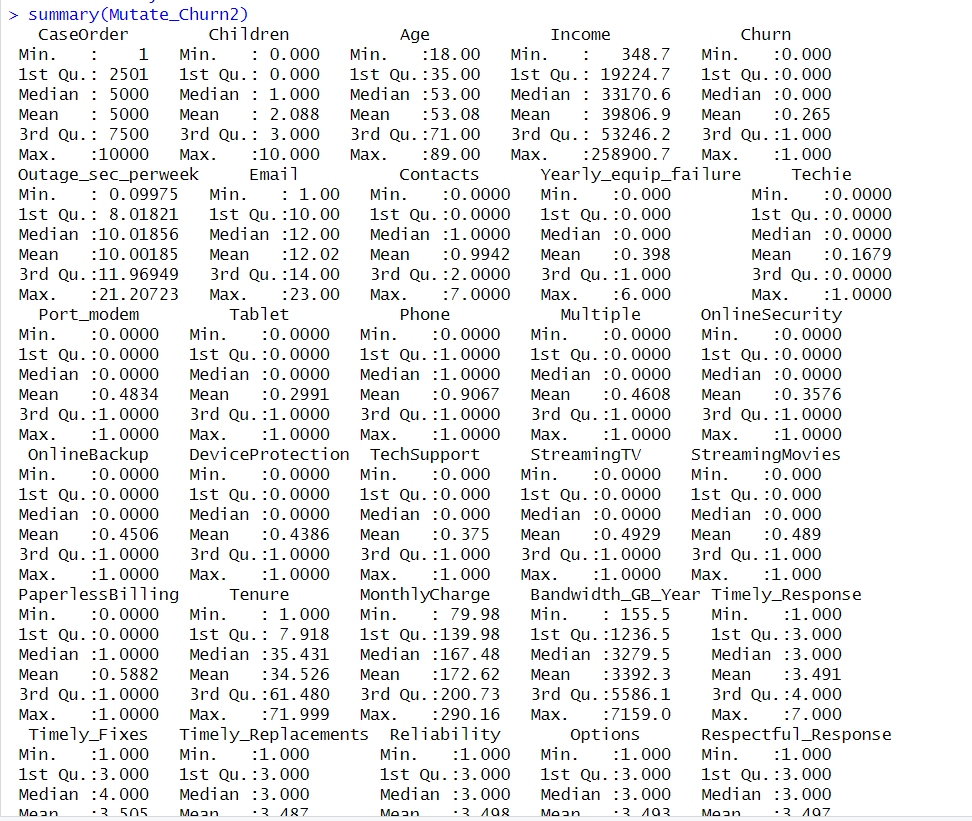 > summary(Mutate_Churn2)
CaseOrder Children Age Income Churn
Min. : 1 Min. : 0.000 Min. :18.00 Min. : 348.7 Min. :0.000
1st Qu.: 2501 1st Qu.: 0.000 1st Qu.:35.00 1st Qu.: 19224.7 1st Qu.:0.000
Median : 5000 Median : 1.000 Median :53.00 Median : 33170.6 Median :0.000
Mean : 5000 Mean : 2.088 Mean :53.08 Mean : 39806.9 Mean :0.265
3rd Qu.: 7500 3rd Qu.: 3.000 3rd Qu.:71.00 3rd Qu.: 53246.2 3rd Qu.:1.000
Max. :10000 Max. :10.000 Max. :89.00 Max. :258900.7 Max. :1.000
Outage_sec_perweek Email Contacts Yearly_equip_failure Techie
Min. : 0.09975 Min. : 1.00 Min. :0.0000 Min. :0.000 Min. :0.0000
1st Qu.: 8.01821 1st Qu.:10.00 1st Qu.:0.0000 1st Qu.:0.000 1st Qu.:0.0000
Median :10.01856 Median :12.00 Median :1.0000 Median :0.000 Median :0.0000
Mean :10.00185 Mean :12.02 Mean :0.9942 Mean :0.398 Mean :0.1679
3rd Qu.:11.96949 3rd Qu.:14.00 3rd Qu.:2.0000 3rd Qu.:1.000 3rd Qu.:0.0000
Max. :21.20723 Max. :23.00 Max. :7.0000 Max. :6.000 Max. :1.0000
Port_modem Tablet Phone Multiple OnlineSecurity
Min. :0.0000 Min. :0.0000 Min. :0.0000 Min. :0.0000 Min. :0.0000
1st Qu.:0.0000 1st Qu.:0.0000 1st Qu.:1.0000 1st Qu.:0.0000 1st Qu.:0.0000
Median :0.0000 Median :0.0000 Median :1.0000 Median :0.0000 Median :0.0000
Mean :0.4834 Mean :0.2991 Mean :0.9067 Mean :0.4608 Mean :0.3576
3rd Qu.:1.0000 3rd Qu.:1.0000 3rd Qu.:1.0000 3rd Qu.:1.0000 3rd Qu.:1.0000
Max. :1.0000 Max. :1.0000 Max. :1.0000 Max. :1.0000 Max. :1.0000
OnlineBackup DeviceProtection TechSupport StreamingTV StreamingMovies
Min. :0.0000 Min. :0.0000 Min. :0.000 Min. :0.0000 Min. :0.000
1st Qu.:0.0000 1st Qu.:0.0000 1st Qu.:0.000 1st Qu.:0.0000 1st Qu.:0.000
Median :0.0000 Median :0.0000 Median :0.000 Median :0.0000 Median :0.000
Mean :0.4506 Mean :0.4386 Mean :0.375 Mean :0.4929 Mean :0.489
3rd Qu.:1.0000 3rd Qu.:1.0000 3rd Qu.:1.000 3rd Qu.:1.0000 3rd Qu.:1.000
Max. :1.0000 Max. :1.0000 Max. :1.000 Max. :1.0000 Max. :1.000
PaperlessBilling Tenure MonthlyCharge Bandwidth_GB_Year Timely_Response
Min. :0.0000 Min. : 1.000 Min. : 79.98 Min. : 155.5 Min. :1.000
1st Qu.:0.0000 1st Qu.: 7.918 1st Qu.:139.98 1st Qu.:1236.5 1st Qu.:3.000
Median :1.0000 Median :35.431 Median :167.48 Median :3279.5 Median :3.000
Mean :0.5882 Mean :34.526 Mean :172.62 Mean :3392.3 Mean :3.491
3rd Qu.:1.0000 3rd Qu.:61.480 3rd Qu.:200.73 3rd Qu.:5586.1 3rd Qu.:4.000
Max. :1.0000 Max. :71.999 Max. :290.16 Max. :7159.0 Max. :7.000
Timely_Fixes Timely_Replacements Reliability Options Respectful_Response
Min. :1.000 Min. :1.000 Min. :1.000 Min. :1.000 Min. :1.000
1st Qu.:3.000 1st Qu.:3.000 1st Qu.:3.000 1st Qu.:3.000 1st Qu.:3.000
Median :4.000 Median :3.000 Median :3.000 Median :3.000 Median :3.000
Mean :3.505 Mean :3.487 Mean :3.498 Mean :3.493 Mean :3.497